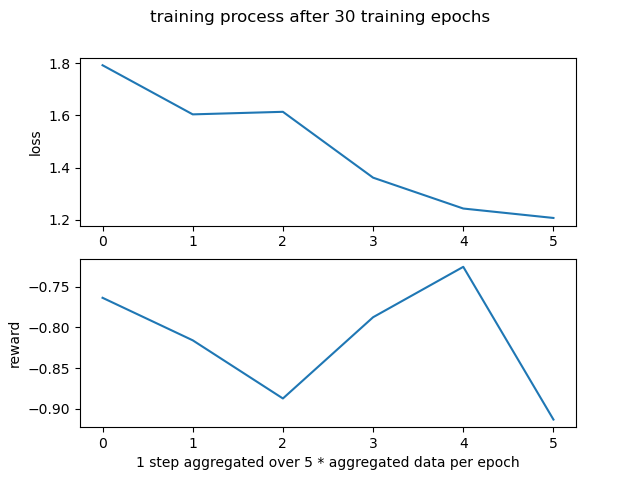 training process after 30 training epochs
1.8
1.6
1.4
1.2
loss
0 1 2 3 4 5
−0.75
−0.80
−0.85
−0.90
reward
0 1 2 3 4 5
1 step aggregated over 5 * aggregated data per epoch